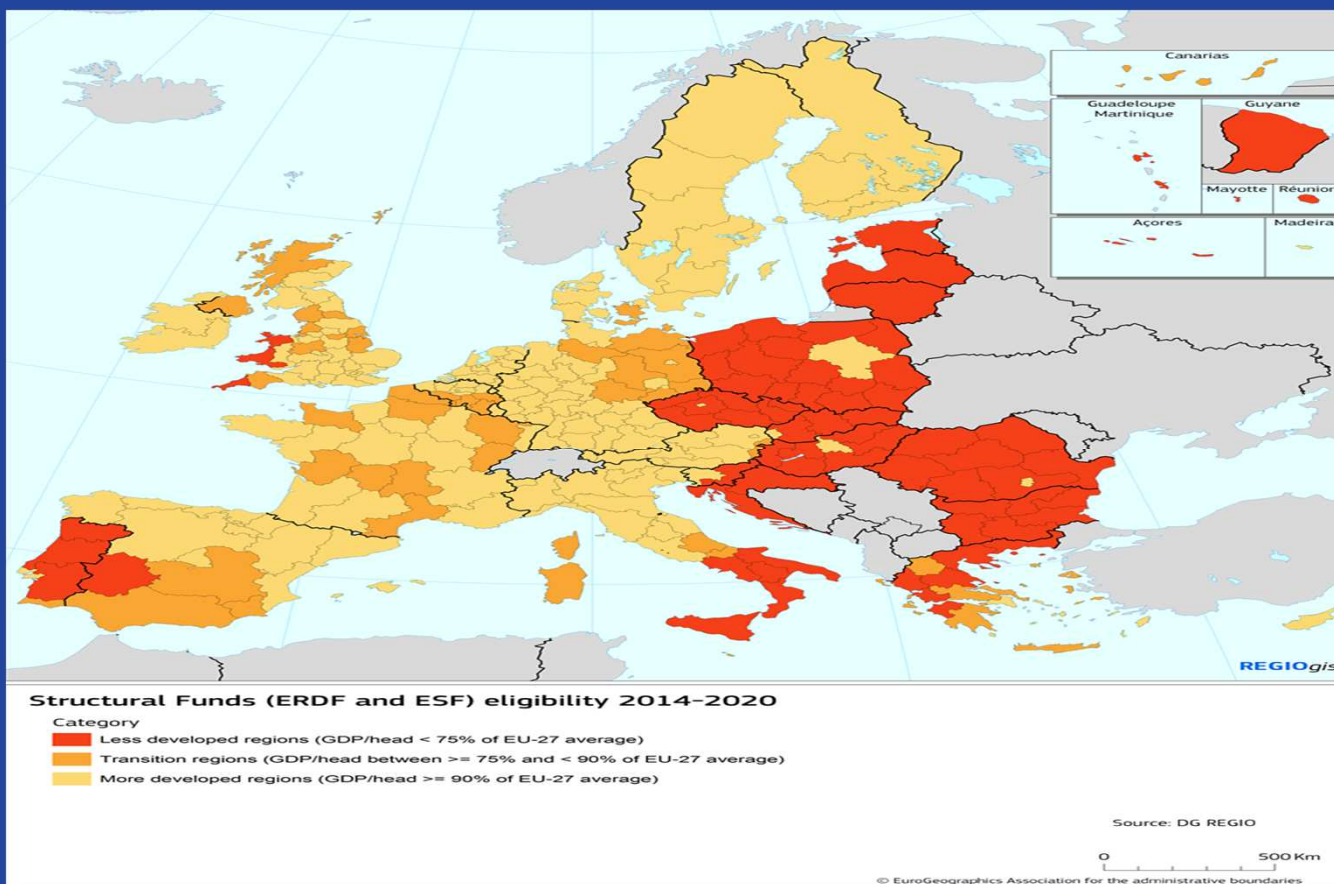 Canarias
Guadeloupe
Martinique
Guyane
Mayotte
Réunion
Açores
Madeira
REGIOgis
Structural Funds (ERDF and ESF) eligibility 2014-2020
Category
Less developed regions (GDP/head < 75% of EU-27 average)
Transition regions (GDP/head between >= 75% and < 90% of EU-27 average)
More developed regions (GDP/head >= 90% of EU-27 average)
Source: DG REGIO
0 500 Km
© EuroGeographics Association for the administrative boundaries